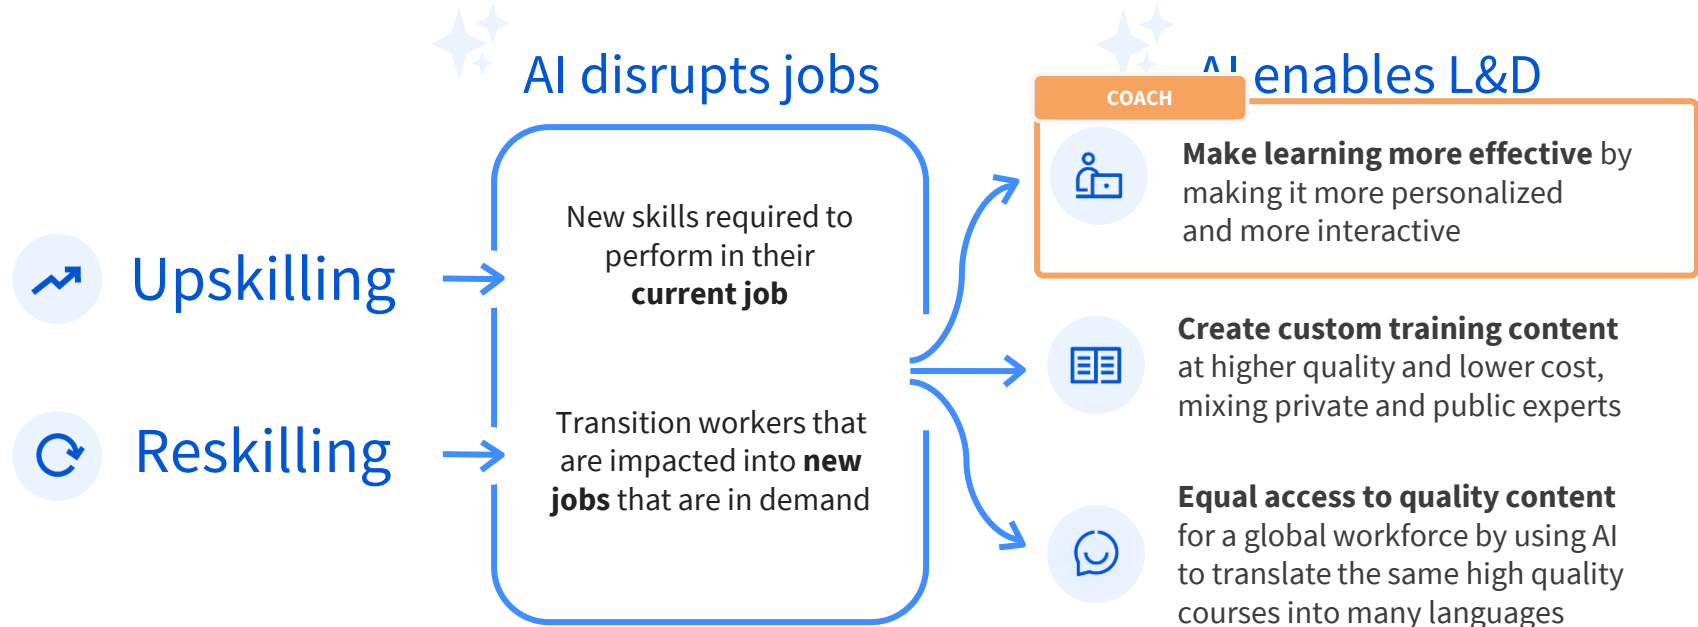 AI disrupts jobs
AI enables L&D
COACH
Upskilling
Reskilling
New skills required to
perform in their
current job
Transition workers that
are impacted into new
jobs that are in demand
Make learning more effective by
making it more personalized
and more interactive
Create custom training content
at higher quality and lower cost,
mixing private and public experts
Equal access to quality content
for a global workforce by using AI
to translate the same high quality
courses into many languages